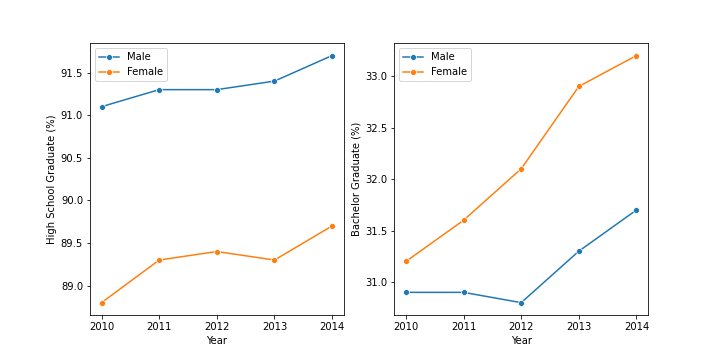 Male
Female
91.5
91.0
90.5
90.0
89.5
89.0
High School Graduate (%)
2010 2011 2012 2013 2014
Year
Male
Female
33.0
32.5
32.0
31.5
31.0
Bachelor Graduate (%)
2010 2011 2012 2013 2014
Year